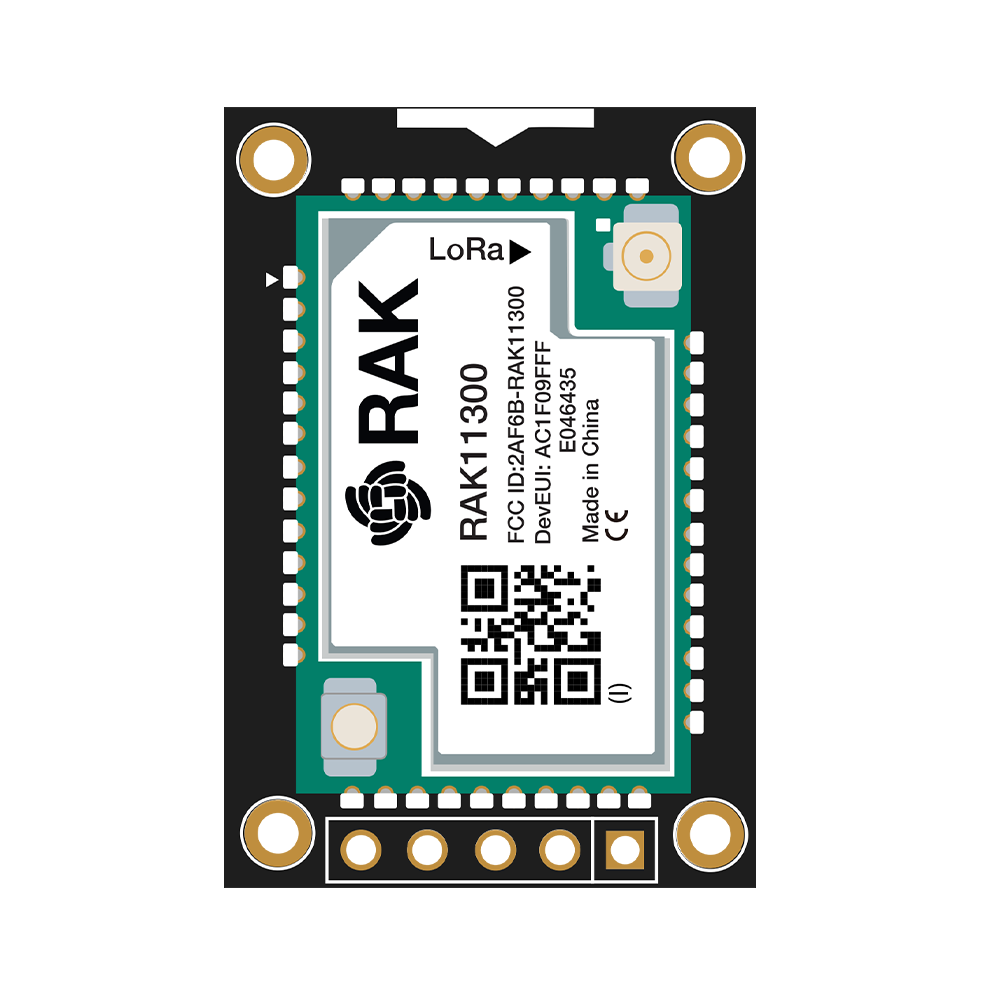 LoRa
RAK
RAK11300
FCC ID:2AF6B-RAK11300
DevEUI: AC1F09FFF
E046435
Made in China
CE
(I)